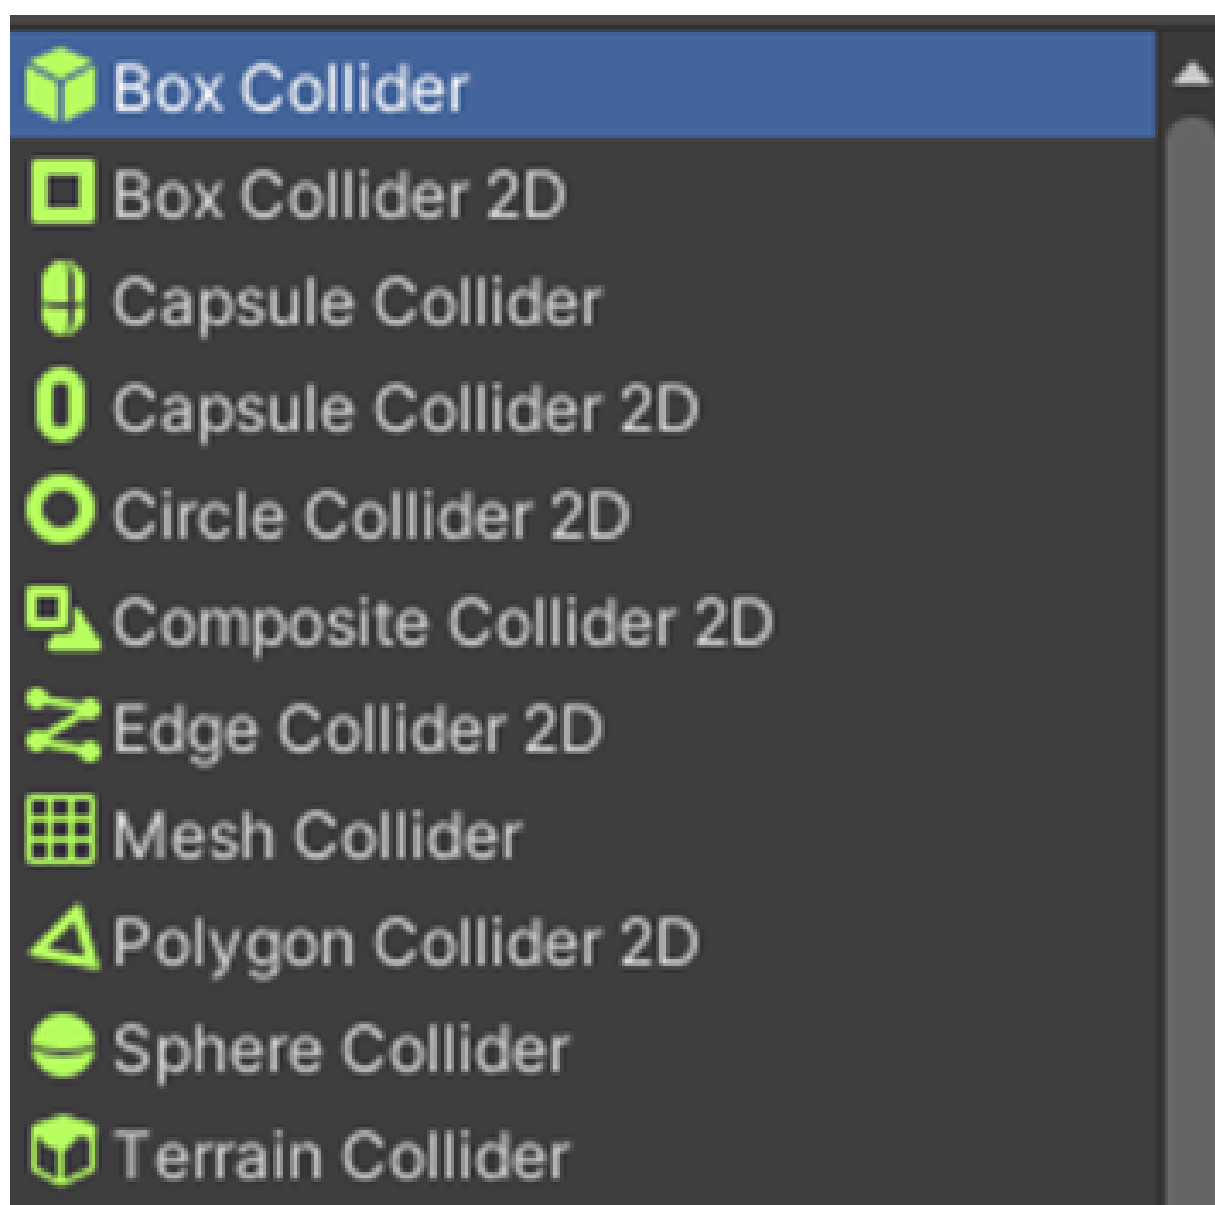 Box Collider
Box Collider 2D
Capsule Collider
Capsule Collider 2D
Circle Collider 2D
Composite Collider 2D
Edge Collider 2D
Mesh Collider
Polygon Collider 2D
Sphere Collider
Terrain Collider